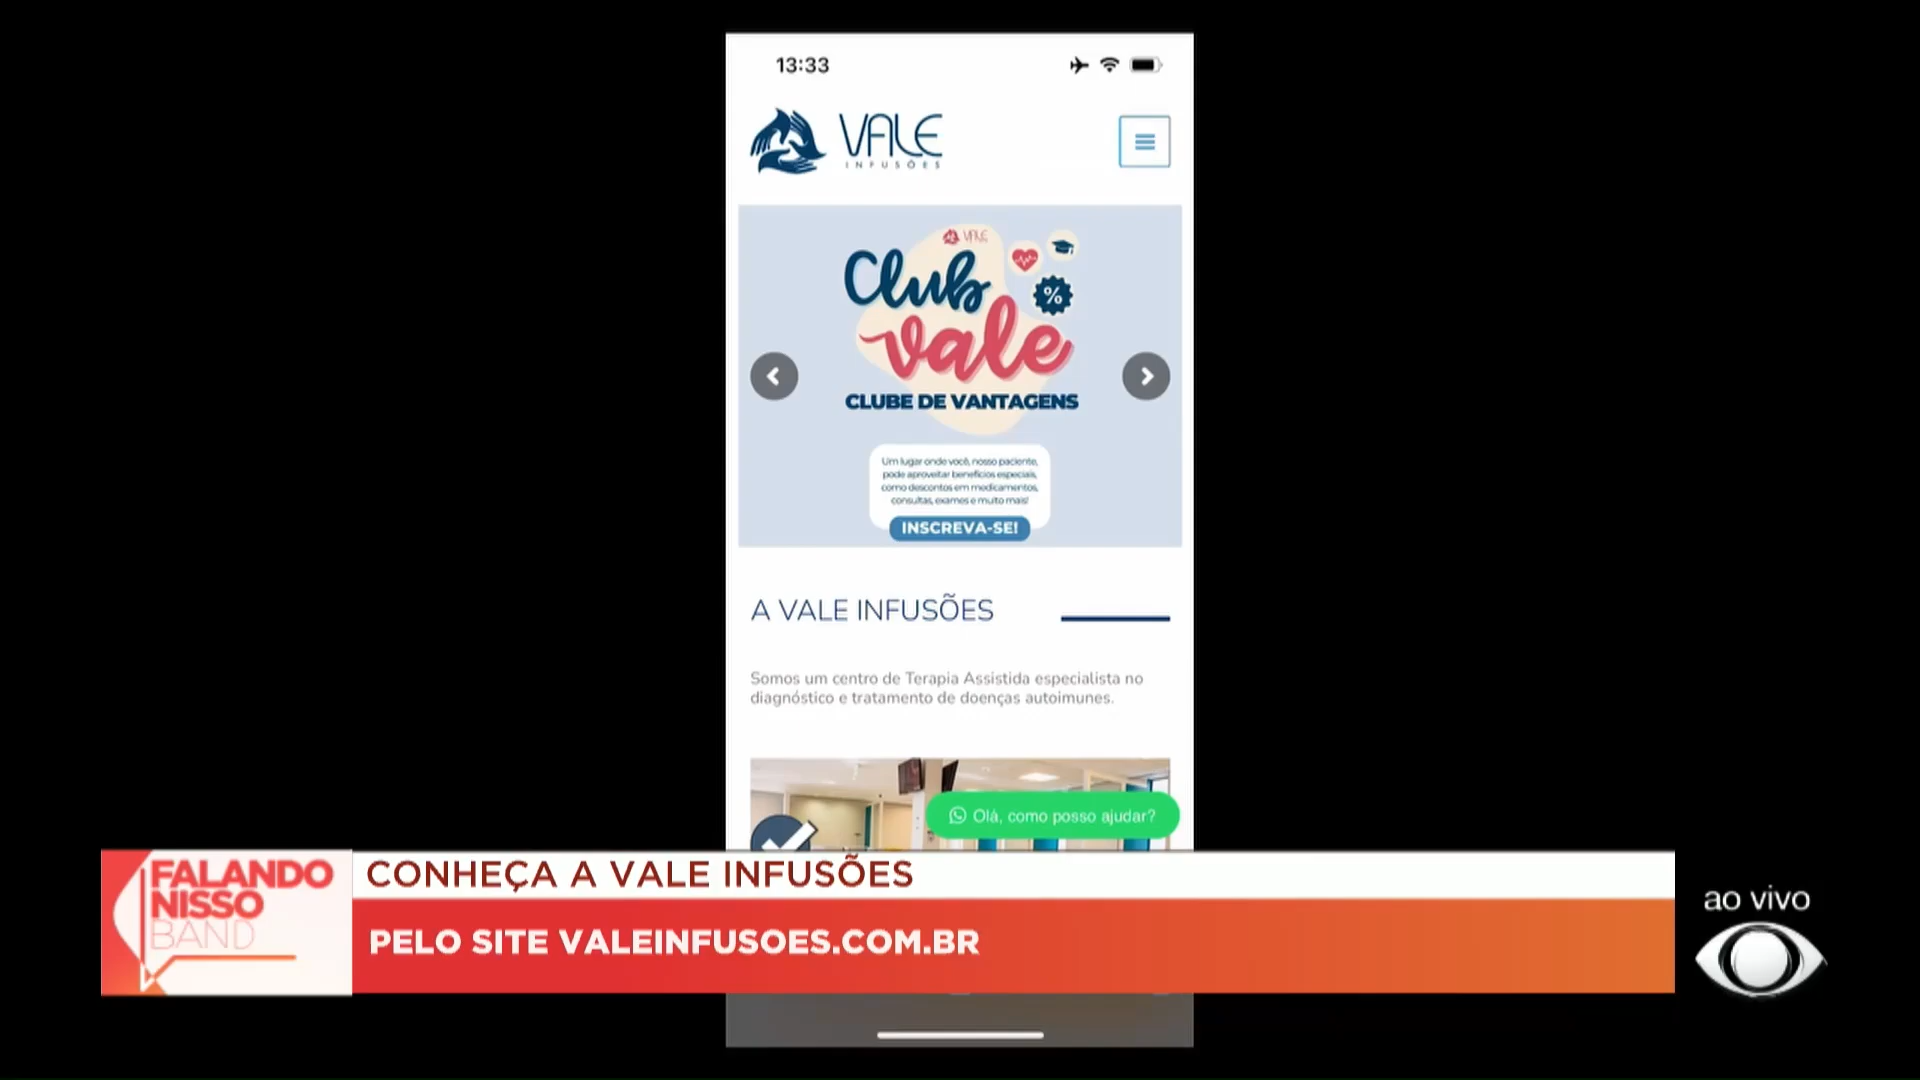 13:33
VALE
INFUSÕES
VALE
Club
vale
%
CLUBE DE VANTAGENS
Um lugar onde você, nosso paciente,
pode aproveitar benefícios especiais,
como descontos em medicamentos,
consultas, exames e muito mais!
INSCREVA-SE!
A VALE INFUSÕES
Somos um centro de Terapia Assistida especialista no
diagnóstico e tratamento de doenças autoimunes.
Olá, como posso ajudar?
FALANDO
NISSO
BAND
CONHEÇA A VALE INFUSÕES
PELO SITE VALEINFUSOES.COM.BR
ao vivo